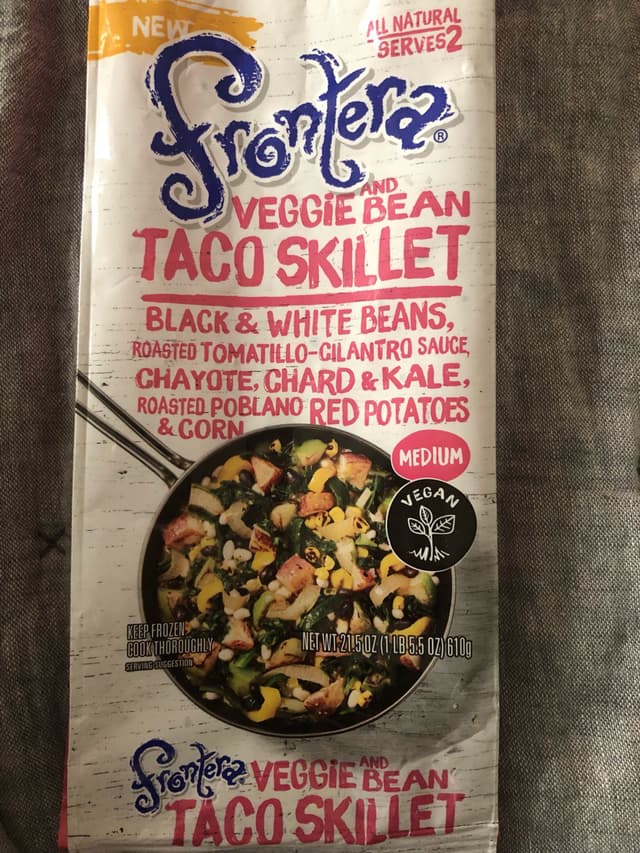 NEW
ALL NATURAL
SERVES 2
Frontera®
VEGGIE AND BEAN
TACO SKILLET
BLACK & WHITE BEANS,
ROASTED TOMATILLO-CILANTRO SAUCE,
CHAYOTE, CHARD & KALE,
ROASTED POBLANO RED POTATOES
& CORN
MEDIUM
VEGAN
KEEP FROZEN
COOK THOROUGHLY
SERVING SUGGESTION
NET WT 21.5 OZ (1 LB 5.5 OZ) 610g
Frontera VEGGIE AND BEAN
TACO SKILLET